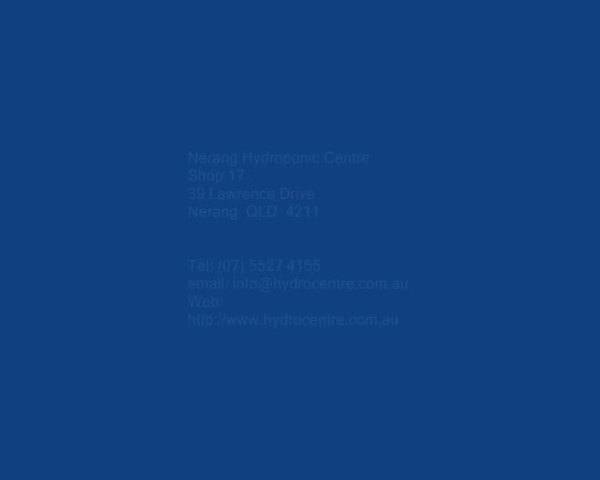 Nerang Hydroponic Centre
Shop 17
39 Lawrence Drive
Nerang QLD 4211
Tel: (07) 5527 4155
email: info@hydrocentre.com.au
Web:
http://www.hydrocentre.com.au